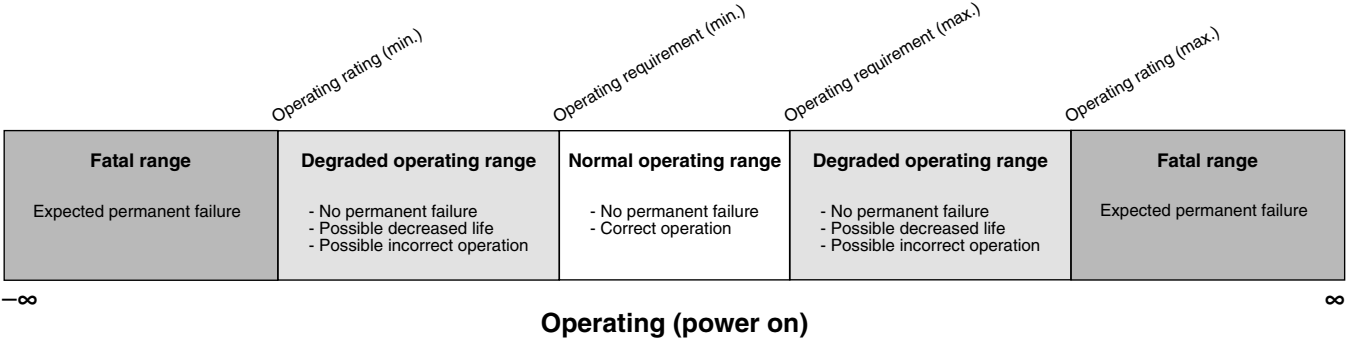 Operating rating (min.)
Operating requirement (min.)
Operating requirement (max.)
Operating rating (max.)
Fatal range
Expected permanent failure
Degraded operating range
- No permanent failure
- Possible decreased life
- Possible incorrect operation
Normal operating range
- No permanent failure
- Correct operation
Degraded operating range
- No permanent failure
- Possible decreased life
- Possible incorrect operation
Fatal range
Expected permanent failure
–∞
∞
Operating (power on)